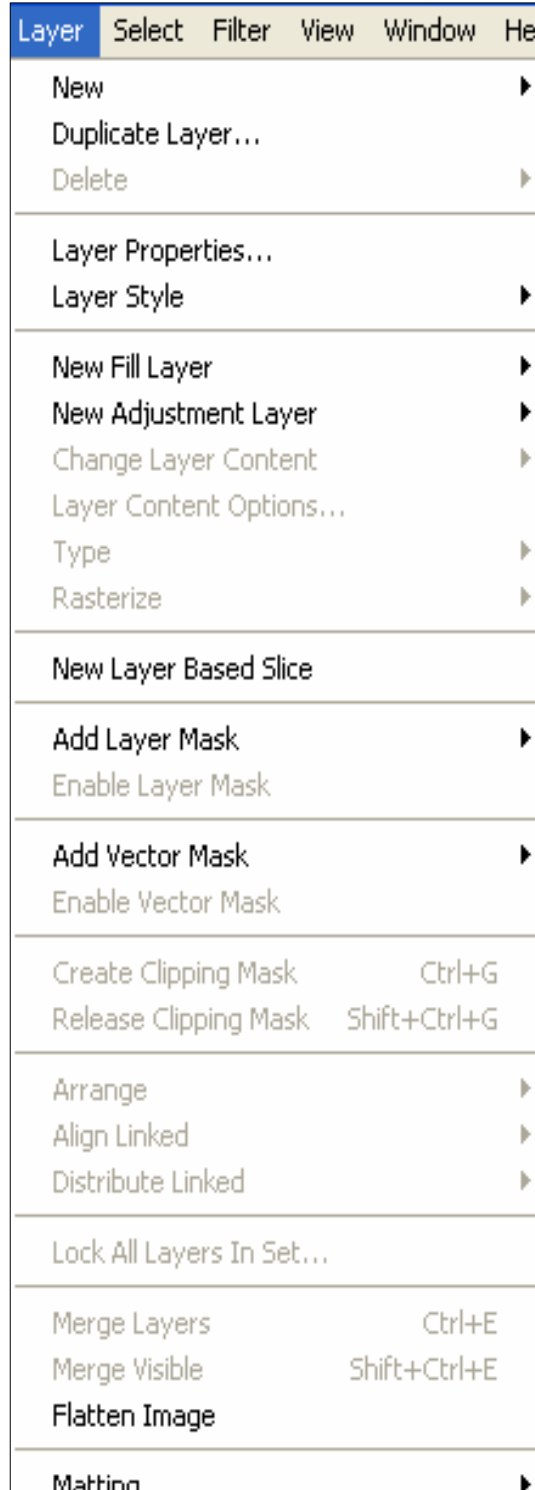 Layer Select Filter View Window He
New
Duplicate Layer...
Delete
Layer Properties...
Layer Style
New Fill Layer
New Adjustment Layer
Change Layer Content
Layer Content Options...
Type
Rasterize
New Layer Based Slice
Add Layer Mask
Enable Layer Mask
Add Vector Mask
Enable Vector Mask
Create Clipping Mask Ctrl+G
Release Clipping Mask Shift+Ctrl+G
Arrange
Align Linked
Distribute Linked
Lock All Layers In Set...
Merge Layers Ctrl+E
Merge Visible Shift+Ctrl+E
Flatten Image
Matting